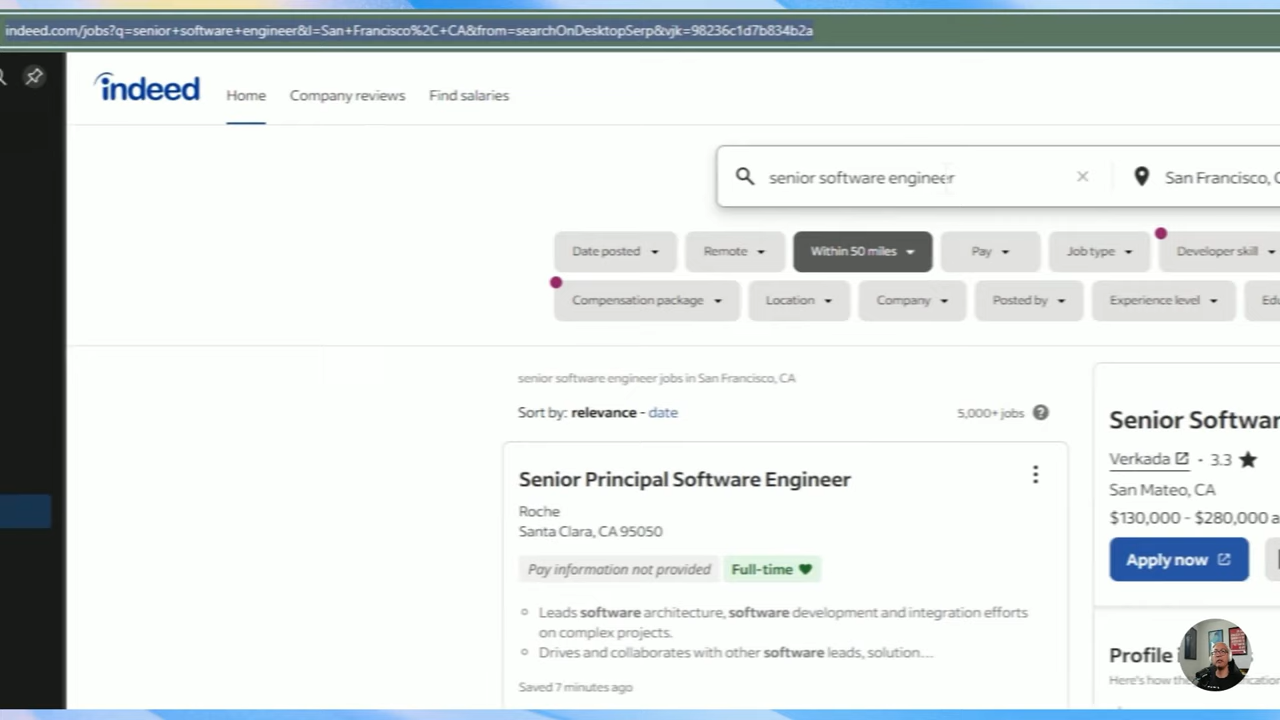 indeed.com/jobs?q=senior+software+engineer&l=San+Francisco%2C+CA&from=searchOnDesktopSerp&vjk=98236c1d7b834b2a
indeed Home Company reviews Find salaries
senior software engineer San Francisco, C
Date posted Remote Within 50 miles Pay Job type Developer skill
Compensation package Location Company Posted by Experience level Edu
senior software engineer jobs in San Francisco, CA
Sort by: relevance - date 5,000+ jobs
Senior Principal Software Engineer
Roche
Santa Clara, CA 95050
Pay information not provided Full-time
Leads software architecture, software development and integration efforts
on complex projects.
Drives and collaborates with other software leads, solution...
Saved 7 minutes ago
Senior Softwar
Verkada · 3.3
San Mateo, CA
$130,000 - $280,000 a
Apply now
Profile
Here's how the